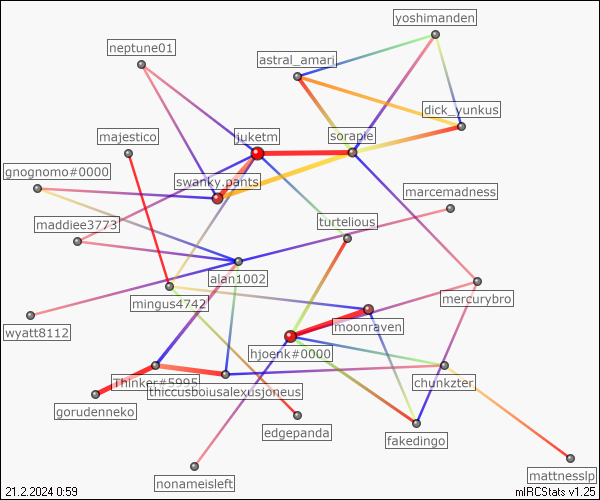 yoshimanden
neptune01
astral_amari
dick_yunkus
majestico
juketm
sorapie
gnognomo#0000
swanky.pants
marcemadness
maddiee3773
turtelious
alan1002
mingus4742
mercurybro
wyatt8112
moonraven
hjoenk#0000
Thinker#5995
chunkzter
thiccusboiusalexusjoneus
gorudenneko
edgepanda
fakedingo
nonameisleft
mattnesslp
21.2.2024 0:59
mIRCStats v1.25